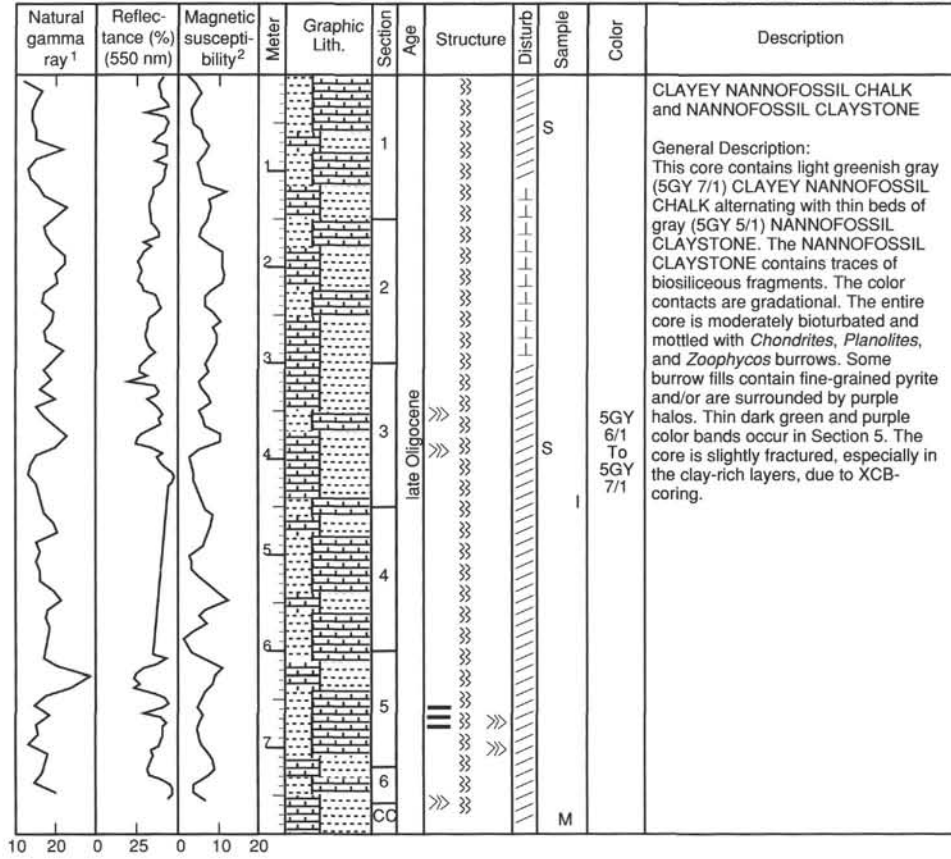 Natural gamma ray 1
Reflec-tance (%) (550 nm)
Magnetic suscepti-bility2
Meter
Graphic Lith.
Section
Age
Structure
Disturb
Sample
Color
Description
1
2
3
4
5
6
7
1
2
3
4
5
6
CC
late Oligocene
S
S
I
M
5GY
6/1
To
5GY
7/1
CLAYEY NANNOFOSSIL CHALK
and NANNOFOSSIL CLAYSTONE
General Description:
This core contains light greenish gray
(5GY 7/1) CLAYEY NANNOFOSSIL
CHALK alternating with thin beds of
gray (5GY 5/1) NANNOFOSSIL
CLAYSTONE. The NANNOFOSSIL
CLAYSTONE contains traces of
biosiliceous fragments. The color
contacts are gradational. The entire
core is moderately bioturbated and
mottled with Chondrites, Planolites,
and Zoophycos burrows. Some
burrow fills contain fine-grained pyrite
and/or are surrounded by purple
halos. Thin dark green and purple
color bands occur in Section 5. The
core is slightly fractured, especially in
the clay-rich layers, due to XCB-
coring.
10 20 0 25 0 10 20